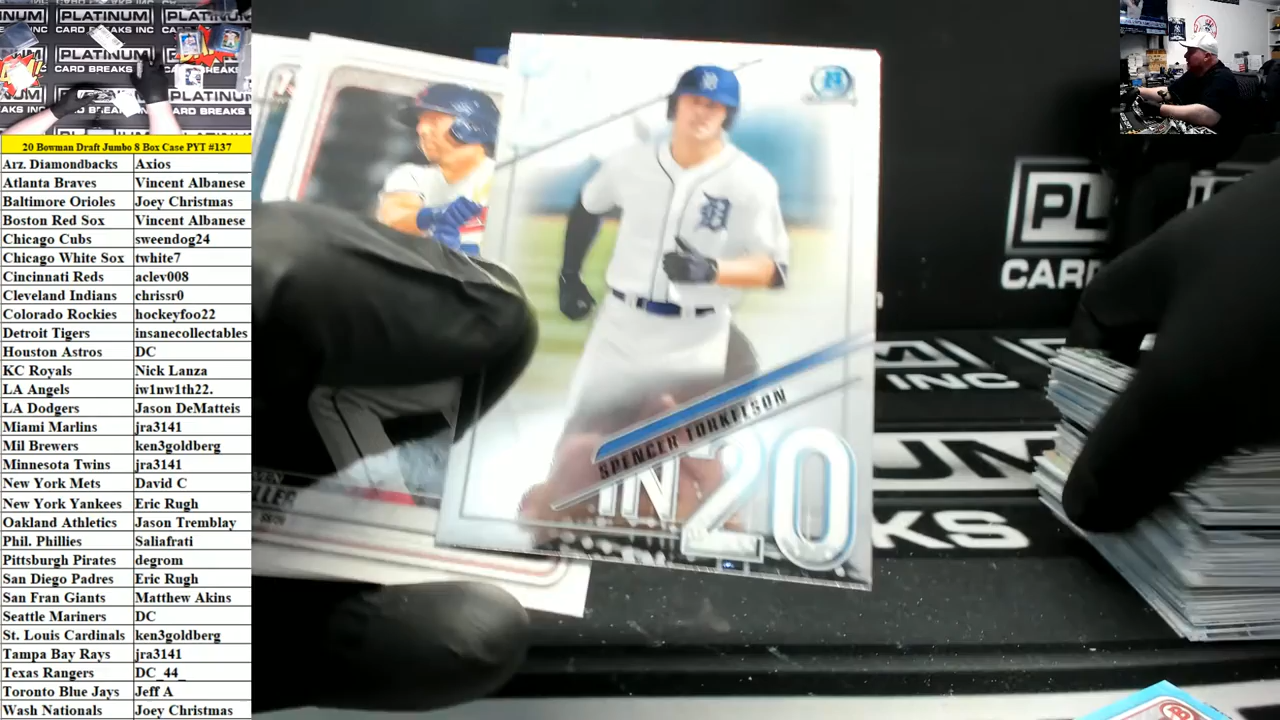 PLATINUM
CARD BREAKS INC
20 Bowman Draft Jumbo 8 Box Case PYT #137
Arz. Diamondbacks Axios
Atlanta Braves Vincent Albanese
Baltimore Orioles Joey Christmas
Boston Red Sox Vincent Albanese
Chicago Cubs sweendog24
Chicago White Sox twhite7
Cincinnati Reds aclev008
Cleveland Indians chrissr0
Colorado Rockies hockeyfoo22
Detroit Tigers insanecollectables
Houston Astros DC
KC Royals Nick Lanza
LA Angels iw1nw1th22.
LA Dodgers Jason DeMatteis
Miami Marlins jra3141
Mil Brewers ken3goldberg
Minnesota Twins jra3141
New York Mets David C
New York Yankees Eric Rugh
Oakland Athletics Jason Tremblay
Phil. Phillies Saliafrati
Pittsburgh Pirates degrom
San Diego Padres Eric Rugh
San Fran Giants Matthew Akins
Seattle Mariners DC
St. Louis Cardinals ken3goldberg
Tampa Bay Rays jra3141
Texas Rangers DC_44_
Toronto Blue Jays Jeff A
Wash Nationals Joey Christmas
SPENCER TORKELSON
IN 20
PL
CAR
INC
UM
KS